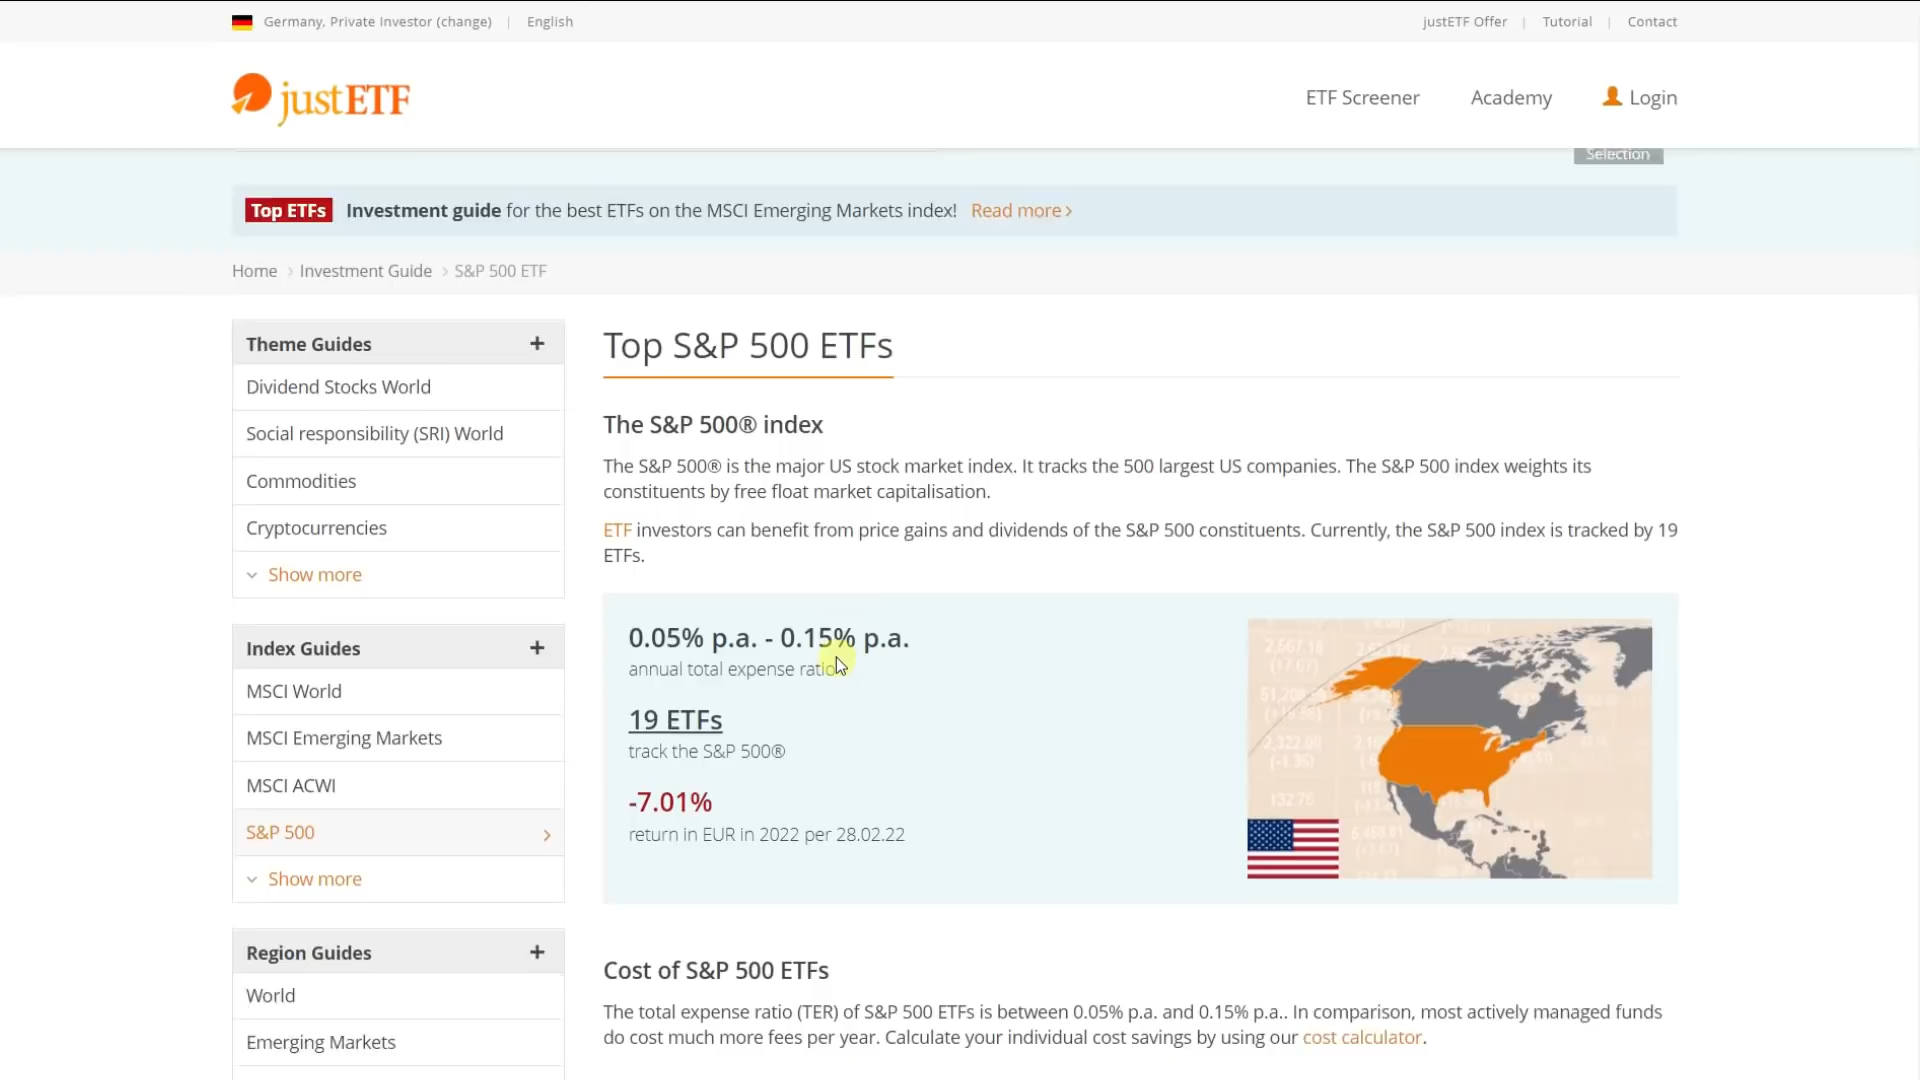 Germany, Private Investor (change) | English
justETF Offer | Tutorial | Contact
justETF
ETF Screener
Academy
Login
Selection
Top ETFs Investment guide for the best ETFs on the MSCI Emerging Markets index! Read more ›
Home › Investment Guide › S&P 500 ETF
Theme Guides +
Dividend Stocks World
Social responsibility (SRI) World
Commodities
Cryptocurrencies
Show more
Index Guides +
MSCI World
MSCI Emerging Markets
MSCI ACWI
S&P 500
Show more
Region Guides +
World
Emerging Markets
Top S&P 500 ETFs
The S&P 500® index
The S&P 500® is the major US stock market index. It tracks the 500 largest US companies. The S&P 500 index weights its
constituents by free float market capitalisation.
ETF investors can benefit from price gains and dividends of the S&P 500 constituents. Currently, the S&P 500 index is tracked by 19
ETFs.
0.05% p.a. - 0.15% p.a.
annual total expense ratio
19 ETFs
track the S&P 500®
-7.01%
return in EUR in 2022 per 28.02.22
Cost of S&P 500 ETFs
The total expense ratio (TER) of S&P 500 ETFs is between 0.05% p.a. and 0.15% p.a.. In comparison, most actively managed funds
do cost much more fees per year. Calculate your individual cost savings by using our cost calculator.